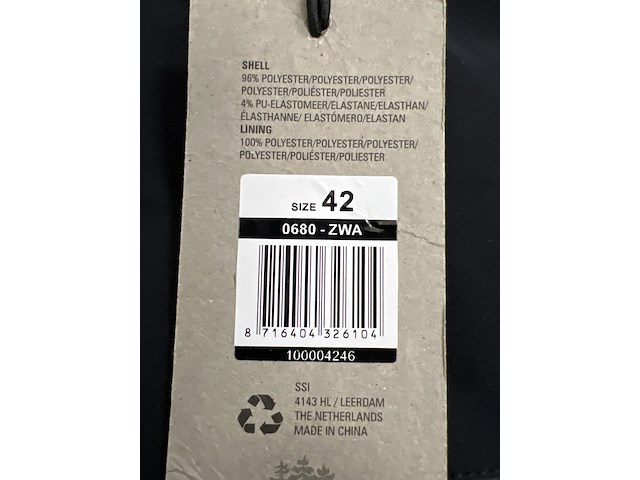 SHELL
96% POLYESTER/POLYESTER/POLYESTER/
POLYESTER/POLIÉSTER/POLIESTER
4% PU-ELASTOMEER/ELASTANE/ELASTHAN/
ÉLASTHANNE/ ELASTÓMERO/ELASTAN
LINING
100% POLYESTER/POLYESTER/POLYESTER/
POLYESTER/POLIÉSTER/POLIESTER
SIZE 42
0680 - ZWA
8 716404 326104
100004246
SSI
4143 HL / LEERDAM
THE NETHERLANDS
MADE IN CHINA